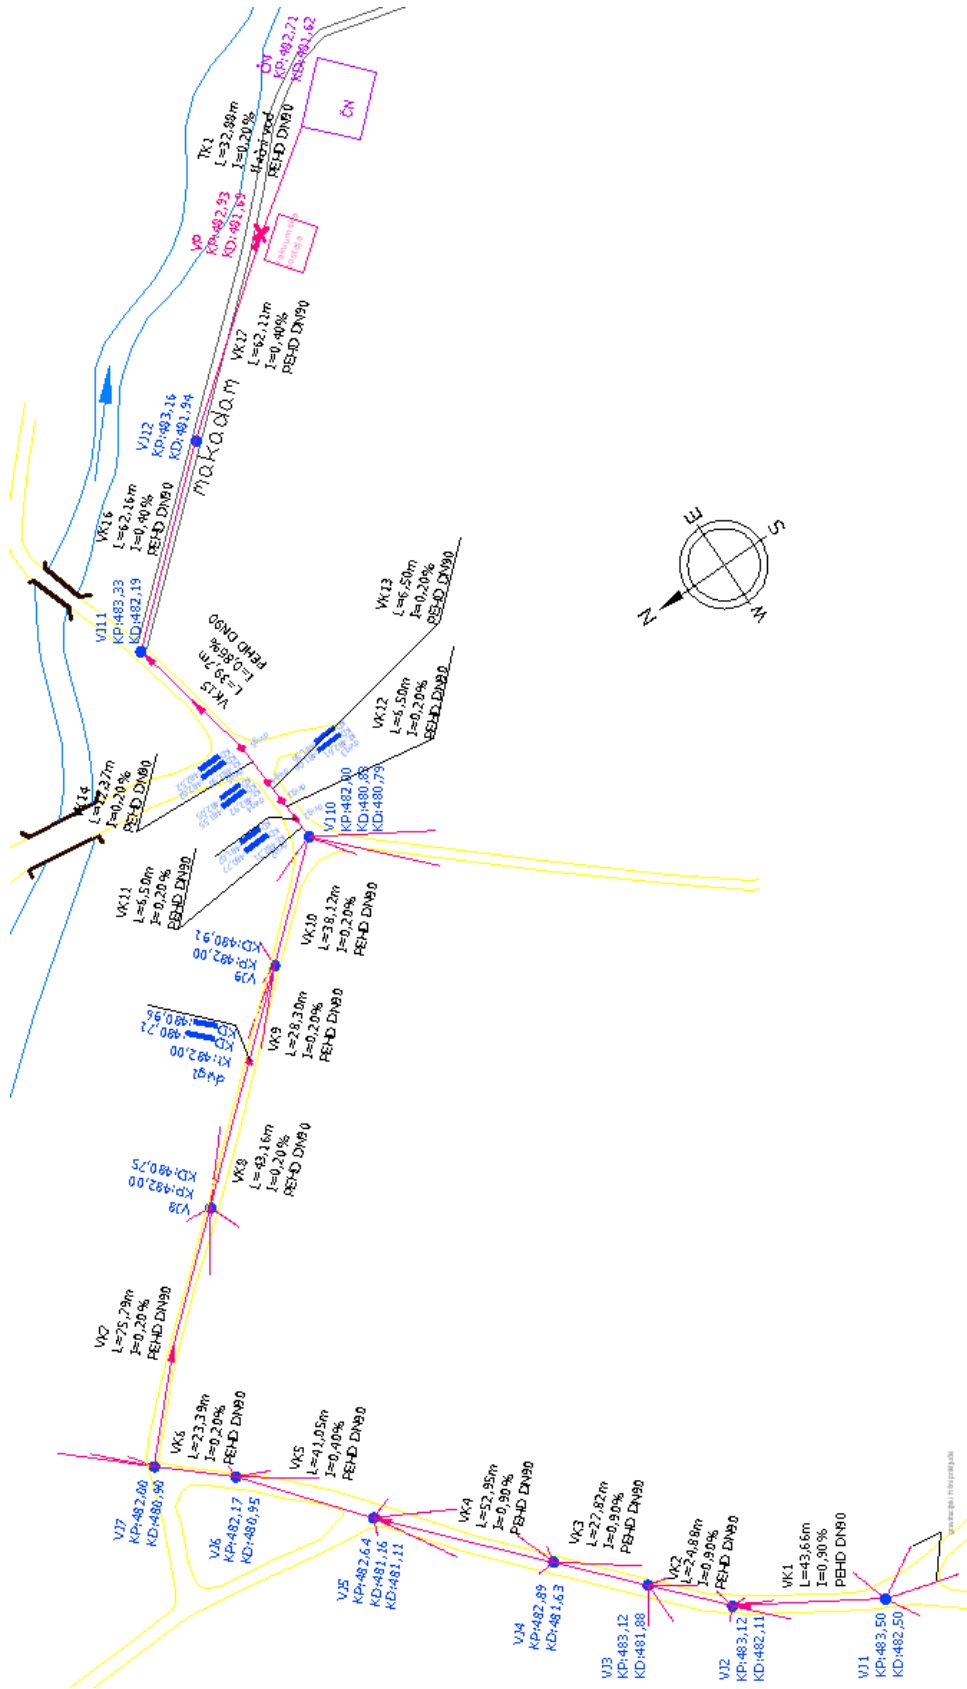 ČN
KP:482,71
KD:481,62
ČN
TK1
L=32,88m
I=0,20%
tlačni vod
PEHD DN90
VP
KP:482,93
KD:481,69
VK17
L=62,11m
I=0,40%
PEHD DN90
VJ12
KP:483,16
KD:481,94
makadam
VK16
L=62,16m
I=0,40%
PEHD DN90
VJ11
KP:483,33
KD:482,19
VK15
L=39,7m
I=0,86%
PEHD DN90
VK13
L=6,50m
I=0,20%
PEHD DN90
VK12
L=6,50m
I=0,20%
PEHD DN90
N
E
S
W
L=12,37m
I=0,20%
PEHD DN90
VK11
L=6,50m
I=0,20%
PEHD DN90
VJ10
KP:482,00
KD:480,83
KD:480,79
VK10
L=38,12m
I=0,20%
PEHD DN90
VJ9
KP:482,00
KD:480,91
VK9
L=28,30m
I=0,20%
PEHD DN90
KD:480,96
KD:480,71
KT:482,00
VJ8
KP:482,00
KD:480,75
VK8
L=43,16m
I=0,20%
PEHD DN90
VK7
L=75,79m
I=0,20%
PEHD DN90
VJ7
KP:482,00
KD:480,90
VK6
L=23,39m
I=0,20%
PEHD DN90
VJ6
KP:482,17
KD:480,95
VK5
L=41,05m
I=0,40%
PEHD DN90
VJ5
KP:482,64
KD:481,16
KD:481,11
VK4
L=52,95m
I=0,90%
PEHD DN90
VJ4
KP:482,89
KD:481,63
VK3
L=27,82m
I=0,90%
PEHD DN90
VJ3
KP:483,12
KD:481,88
VK2
L=24,88m
I=0,90%
PEHD DN90
VJ2
KP:483,12
KD:482,11
VK1
L=43,66m
I=0,90%
PEHD DN90
VJ1
KP:483,50
KD:482,50